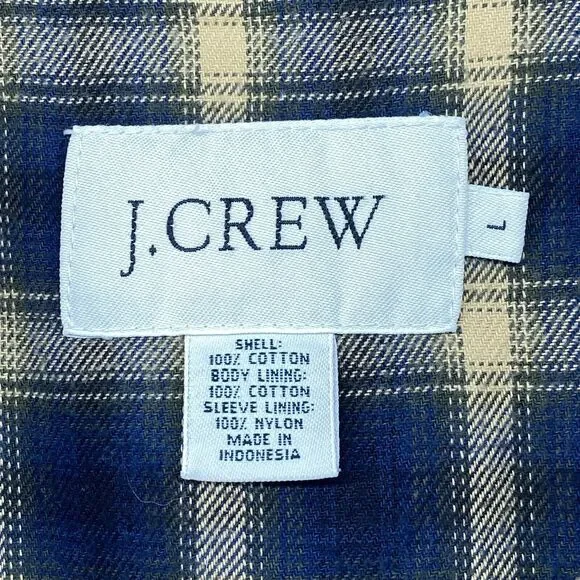 J.CREW
L
SHELL:
100% COTTON
BODY LINING:
100% COTTON
SLEEVE LINING:
100% NYLON
MADE IN
INDONESIA